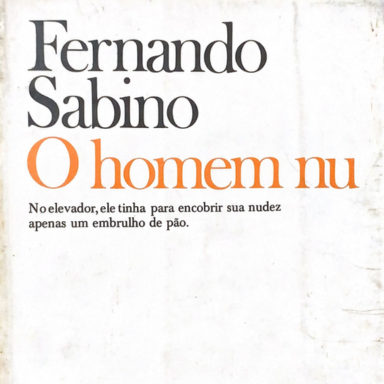 Fernando
Sabino
O homem nu
No elevador, ele tinha para encobrir sua nudez
apenas um embrulho de pão.